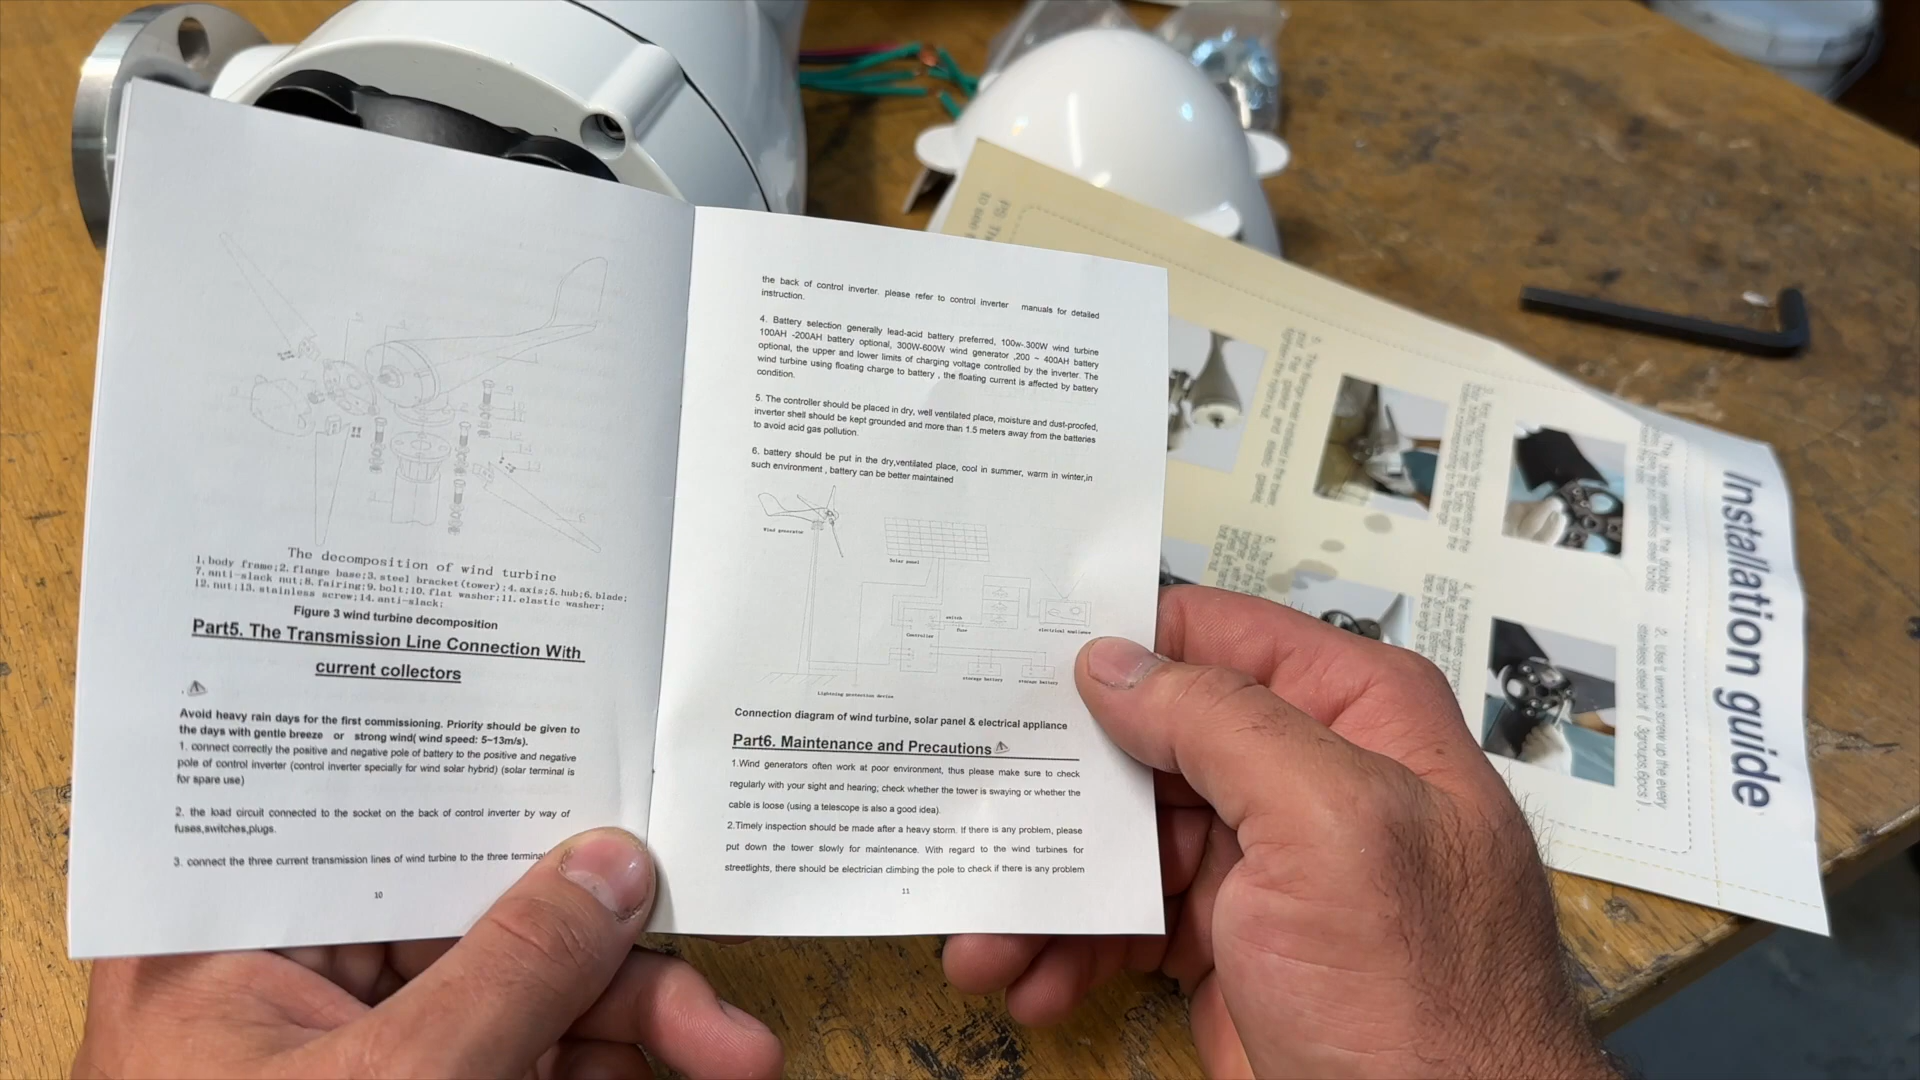 The decomposition of wind turbine
1. body frame;2. flange base;3. steel bracket(tower);4. axis;5. hub;6. blade;
7. anti-slack nut;8. fairing;9. bolt;10. flat washer;11. elastic washer;
12. nut;13. stainless screw;14. anti-slack;
Figure 3 wind turbine decomposition
Part5. The Transmission Line Connection With
current collectors
Avoid heavy rain days for the first commissioning. Priority should be given to
the days with gentle breeze or strong wind( wind speed: 5~13m/s).
1. connect correctly the positive and negative pole of battery to the positive and negative
pole of control inverter (control inverter specially for wind solar hybrid) (solar terminal is
for spare use)
2. the load circuit connected to the socket on the back of control inverter by way of
fuses,switches,plugs.
3. connect the three current transmission lines of wind turbine to the three terminal
10
the back of control inverter. please refer to control inverter manuals for detailed
instruction.
4. Battery selection generally lead-acid battery preferred, 100w-300W wind turbine
100AH -200AH battery optional, 300W-600W wind generator ,200 ~ 400AH battery
optional, the upper and lower limits of charging voltage controlled by the inverter. The
wind turbine using floating charge to battery , the floating current is affected by battery
condition.
5. The controller should be placed in dry, well ventilated place, moisture and dust-proofed,
inverter shell should be kept grounded and more than 1.5 meters away from the batteries
to avoid acid gas pollution.
6. battery should be put in the dry,ventilated place, cool in summer, warm in winter,in
such environment , battery can be better maintained
Wind generator
Solar panel
switch
fuse
Controller
electrical appliance
storage battery
storage battery
Lightning protection device
Connection diagram of wind turbine, solar panel & electrical appliance
Part6. Maintenance and Precautions
1.Wind generators often work at poor environment, thus please make sure to check
regularly with your sight and hearing; check whether the tower is swaying or whether the
cable is loose (using a telescope is also a good idea).
2.Timely inspection should be made after a heavy storm. If there is any problem, please
put down the tower slowly for maintenance. With regard to the wind turbines for
streetlights, there should be electrician climbing the pole to check if there is any problem
11
Installation guide